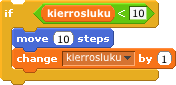 if kierrosluku < 10
move 10 steps
change kierrosluku by 1